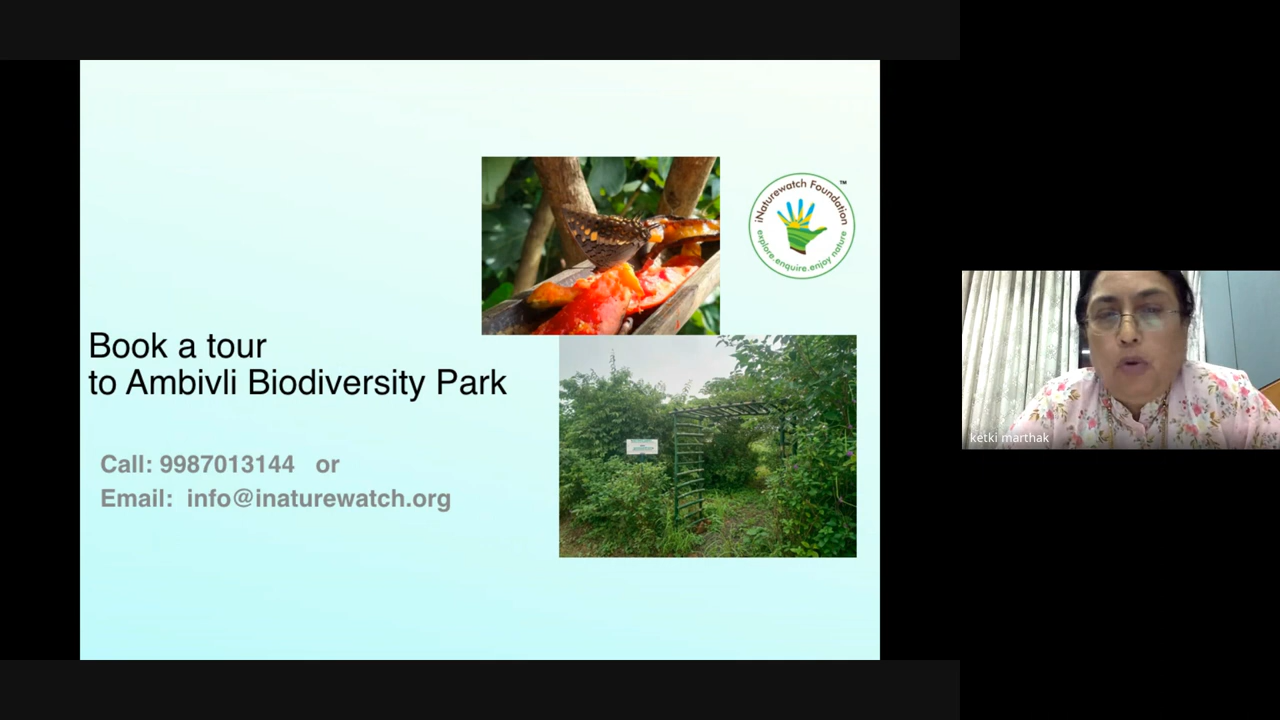 iNaturewatch Foundation
TM
explore.enquire.enjoy nature
Book a tour
to Ambivli Biodiversity Park
Call: 9987013144 or
Email: info@inaturewatch.org
ketki marthak